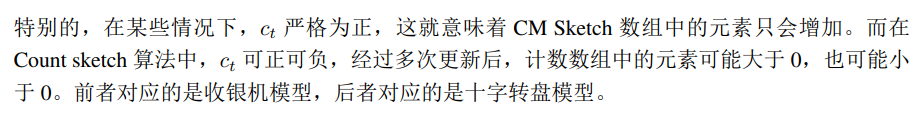 特别的，在某些情况下，c_t 严格为正，这就意味着 CM Sketch 数组中的元素只会增加。而在
Count sketch 算法中，c_t 可正可负，经过多次更新后，计数数组中的元素可能大于 0，也可能小
于 0。前者对应的是收银机模型，后者对应的是十字转盘模型。